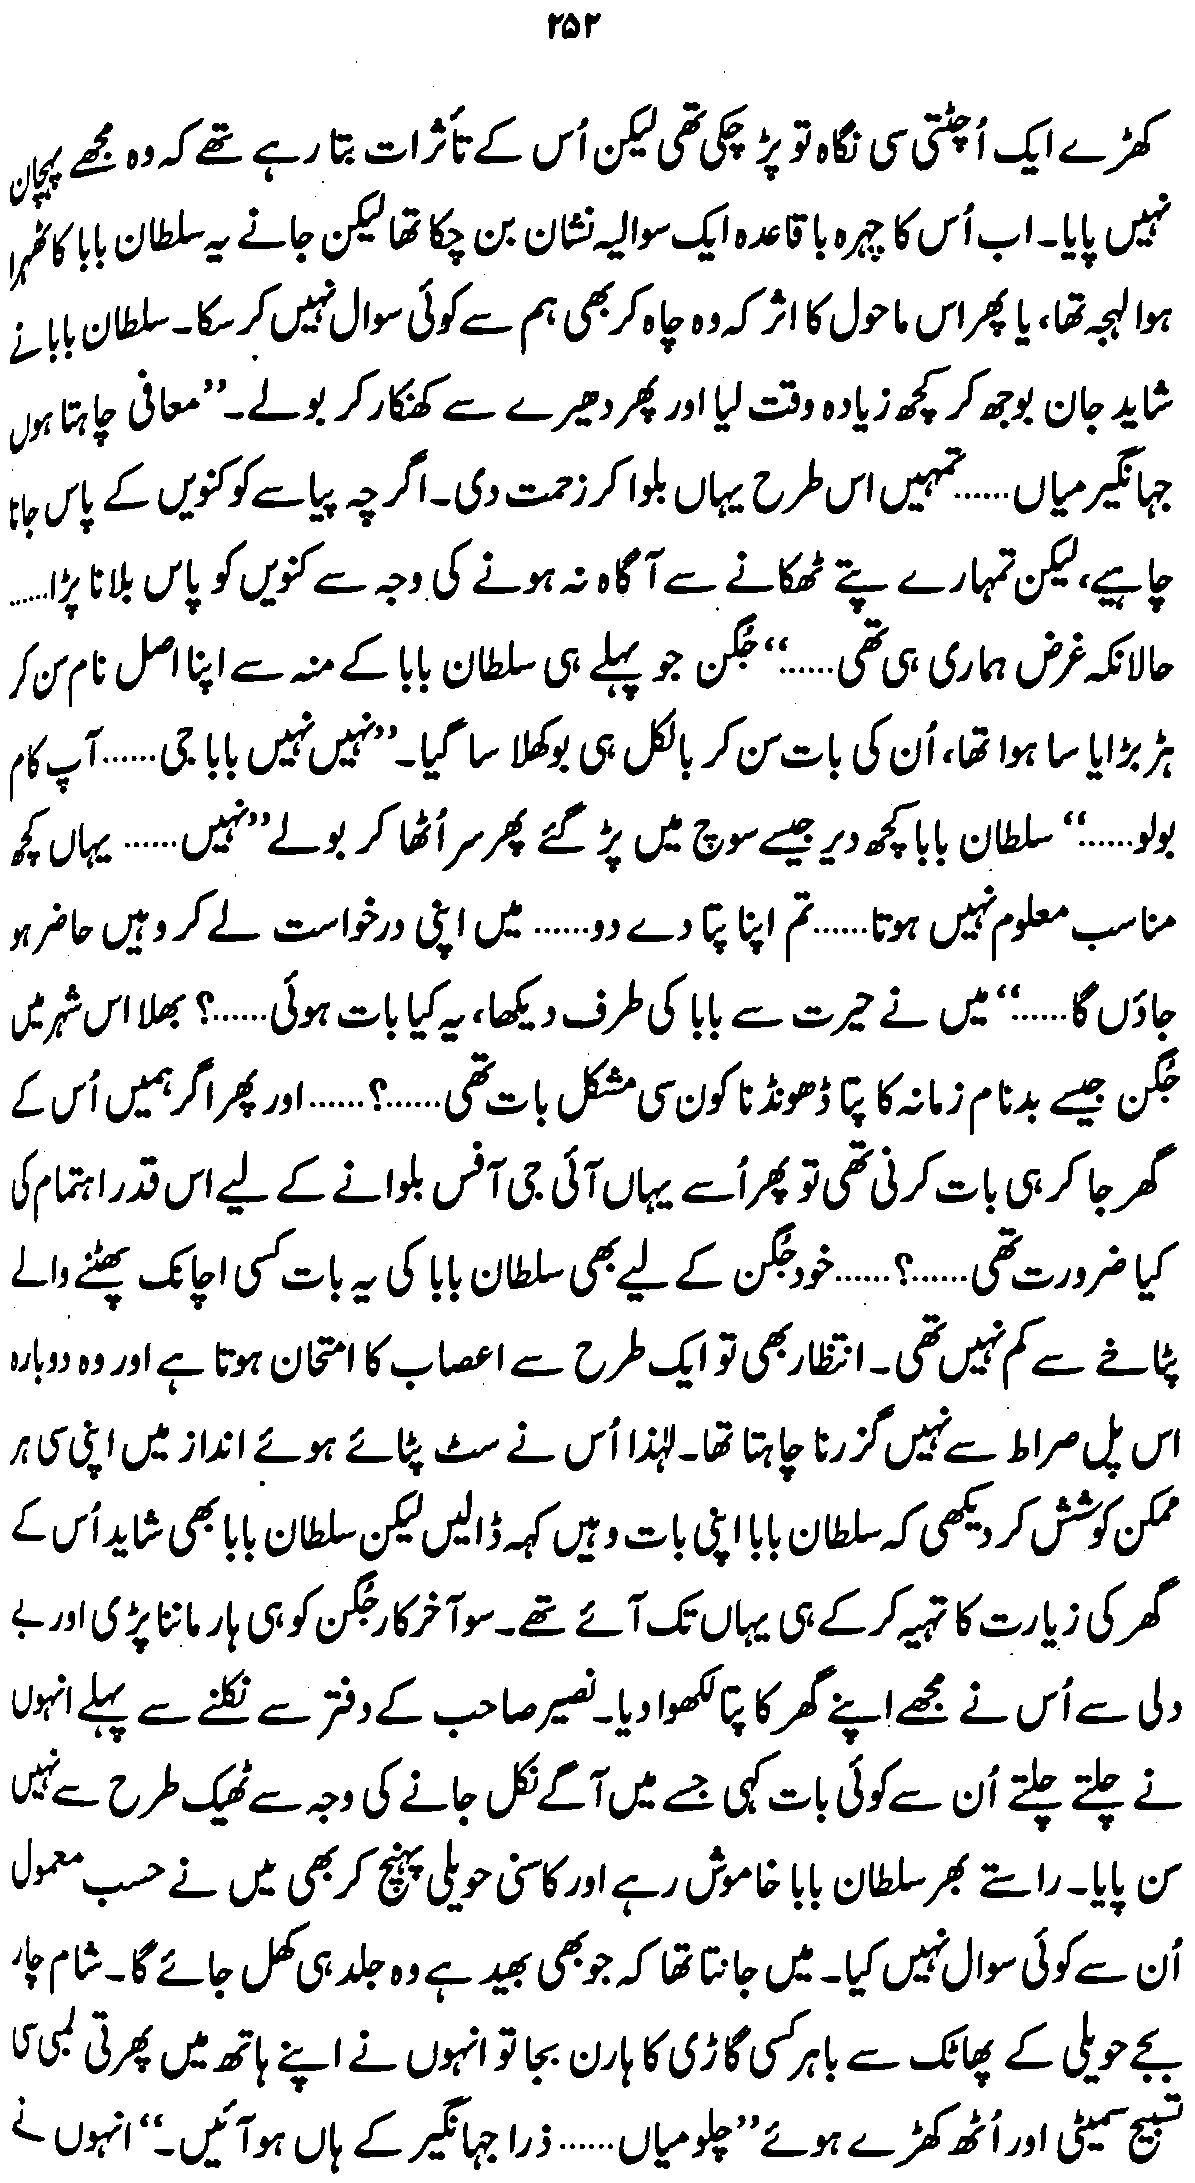 ۲۵۲
کھڑے ایک اُچٹتی سی نگاہ تو پڑ چکی تھی لیکن اُس کے تأثرات بتا رہے تھے کہ وہ مجھے پہچان
نہیں پایا۔ اب اُس کا چہرہ باقاعدہ ایک سوالیہ نشان بن چکا تھا لیکن جانے یہ سلطان بابا کا ٹھہرا
ہوا لہجہ تھا، یا پھر اس ماحول کا اثر کہ وہ چاہ کر بھی ہم سے کوئی سوال نہیں کر سکا۔ سلطان بابا نے
شاید جان بوجھ کر کچھ زیادہ وقت لیا اور پھر دھیرے سے کھنکار کر بولے۔ ”معافی چاہتا ہوں
جہانگیر میاں...... تمہیں اس طرح یہاں بلوا کر زحمت دی۔ اگر چہ پیاسے کو کنویں کے پاس جانا
چاہیے، لیکن تمہارے پتے ٹھکانے سے آگاہ نہ ہونے کی وجہ سے کنویں کو پاس بلانا پڑا......
حالانکہ غرض ہماری ہی تھی......“ جُگن جو پہلے ہی سلطان بابا کے منہ سے اپنا اصل نام سن کر
ہڑبڑایا سا ہوا تھا، اُن کی بات سن کر بالکل ہی بوکھلا سا گیا۔ ”نہیں نہیں بابا جی...... آپ کام
بولو......“ سلطان بابا کچھ دیر جیسے سوچ میں پڑ گئے پھر سر اُٹھا کر بولے ”نہیں...... یہاں کچھ
مناسب معلوم نہیں ہوتا...... تم اپنا پتا دے دو...... میں اپنی درخواست لے کر وہیں حاضر ہو
جاؤں گا......“ میں نے حیرت سے بابا کی طرف دیکھا، یہ کیا بات ہوئی......؟ بھلا اس شہر میں
جُگن جیسے بدنام زمانہ کا پتا ڈھونڈنا کون سی مشکل بات تھی......؟...... اور پھر اگر ہمیں اُس کے
گھر جا کر ہی بات کرنی تھی تو پھر اُسے یہاں آئی جی آفس بلوانے کے لیے اس قدر اہتمام کی
کیا ضرورت تھی......؟...... خود جُگن کے لیے بھی سلطان بابا کی یہ بات کسی اچانک پھٹنے والے
پٹاخے سے کم نہیں تھی۔ انتظار بھی تو ایک طرح سے اعصاب کا امتحان ہوتا ہے اور وہ دوبارہ
اس پل صراط سے نہیں گزرنا چاہتا تھا۔ لہٰذا اُس نے سٹ پٹائے ہوئے انداز میں اپنی سی ہر
ممکن کوشش کر دیکھی کہ سلطان بابا اپنی بات وہیں کہہ ڈالیں لیکن سلطان بابا بھی شاید اُس کے
گھر کی زیارت کا تہیہ کر کے ہی یہاں تک آئے تھے۔ سو آخر کار جُگن کو ہی ہار ماننا پڑی اور بے
دلی سے اُس نے مجھے اپنے گھر کا پتا لکھوا دیا۔ نصیر صاحب کے دفتر سے نکلنے سے پہلے انہوں
نے چلتے چلتے اُن سے کوئی بات کہی جسے میں آگے نکل جانے کی وجہ سے ٹھیک طرح سے نہیں
سن پایا۔ راستے بھر سلطان بابا خاموش رہے اور کاسنی حویلی پہنچ کر بھی میں نے حسب معمول
اُن سے کوئی سوال نہیں کیا۔ میں جانتا تھا کہ جو بھی بھید ہے وہ جلد ہی کھل جائے گا۔ شام چار
بجے حویلی کے پھاٹک سے باہر کسی گاڑی کا ہارن بجا تو انہوں نے اپنے ہاتھ میں پھرتی لمبی سی
تسبیح سمیٹی اور اُٹھ کھڑے ہوئے ”چلو میاں...... ذرا جہانگیر کے ہاں ہو آئیں۔“ انہوں نے